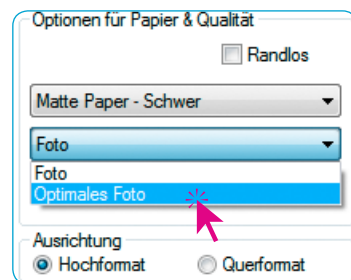 Optionen für Papier & Qualität
Randlos
Matte Paper - Schwer
Foto
Foto
Optimales Foto
Ausrichtung
Hochformat Querformat